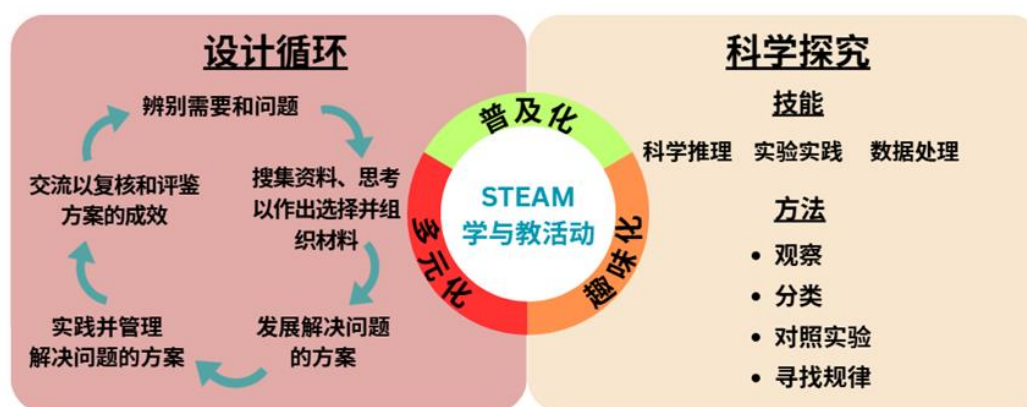 设计循环
辨别需要和问题
搜集资料、思考
以作出选择并组
织材料
发展解决问题
的方案
实践并管理
解决问题的方案
交流以复核和评鉴
方案的成效
普及化
多元化
趣味化
STEAM
学与教活动
科学探究
技能
科学推理 实验实践 数据处理
方法
• 观察
• 分类
• 对照实验
• 寻找规律